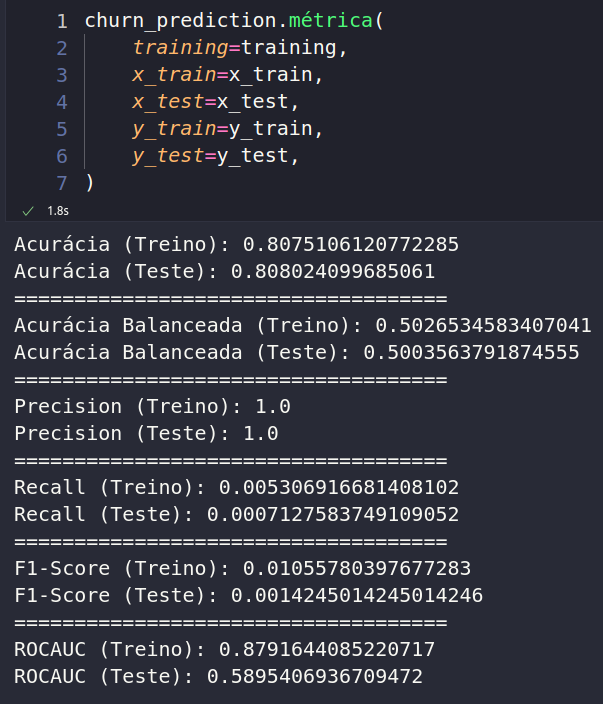 1 churn_prediction.métrica(
2 training=training,
3 x_train=x_train,
4 x_test=x_test,
5 y_train=y_train,
6 y_test=y_test,
7 )
✓ 1.8s
Acurácia (Treino): 0.8075106120772285
Acurácia (Teste): 0.808024099685061
====================================
Acurácia Balanceada (Treino): 0.5026534583407041
Acurácia Balanceada (Teste): 0.5003563791874555
====================================
Precision (Treino): 1.0
Precision (Teste): 1.0
====================================
Recall (Treino): 0.005306916681408102
Recall (Teste): 0.0007127583749109052
====================================
F1-Score (Treino): 0.01055780397677283
F1-Score (Teste): 0.0014245014245014246
====================================
ROCAUC (Treino): 0.8791644085220717
ROCAUC (Teste): 0.5895406936709472